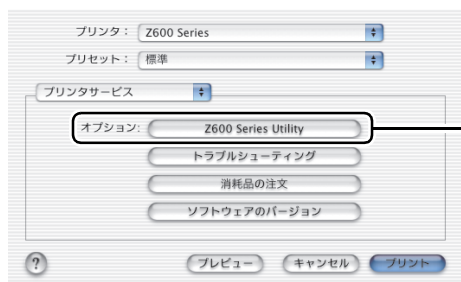 プリンタ： Z600 Series
プリセット： 標準
プリンタサービス
オプション: Z600 Series Utility
トラブルシューティング
消耗品の注文
ソフトウェアのバージョン
? プレビュー キャンセル プリント